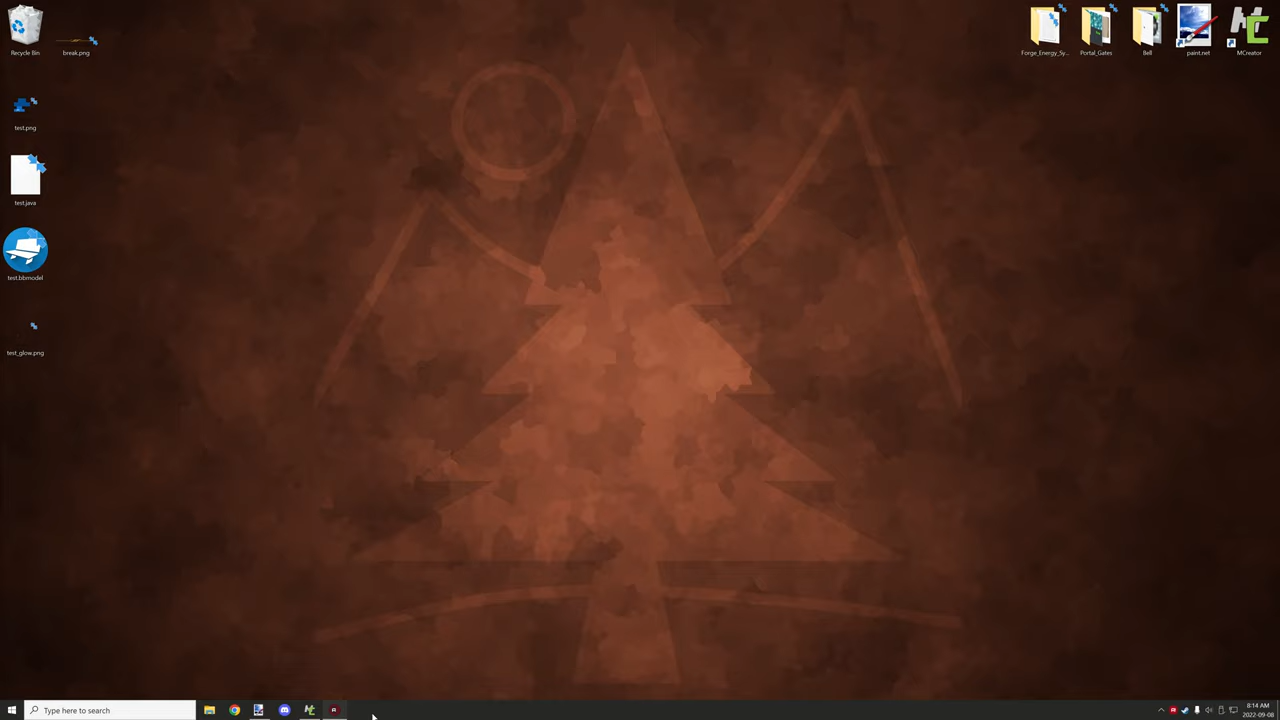 Recycle Bin
break.png
test.png
test.java
test.bbmodel
test_glow.png
Forge_Energy_Sy...
Portal_Gates
Bell
paint.net
MCreator
Type here to search
8:14 AM
2022-09-08